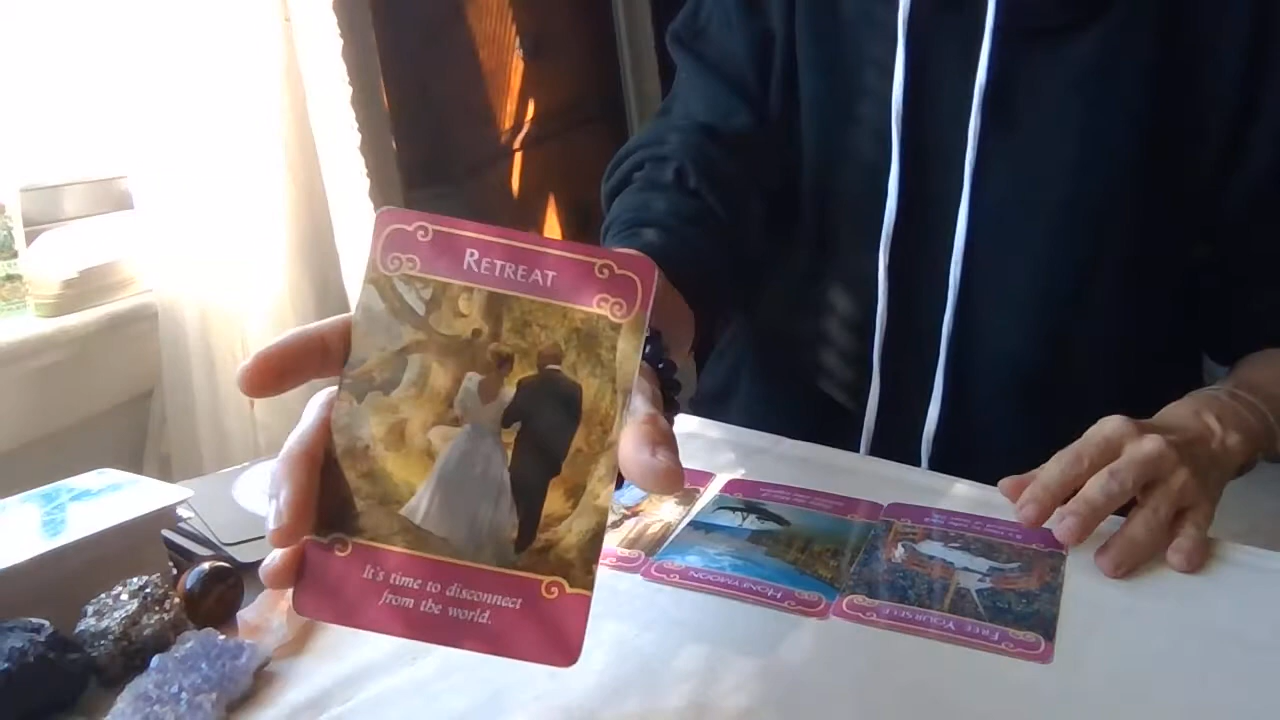 RETREAT
It's time to disconnect
from the world.
HONEYMOON
FREE YOURSELF